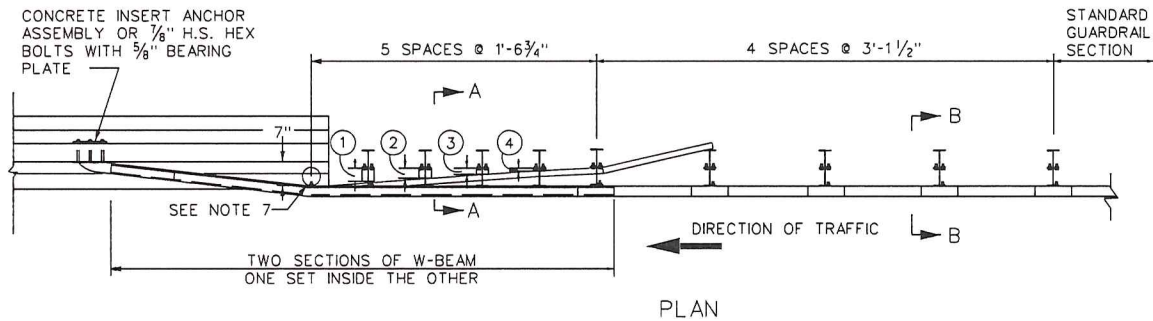 CONCRETE INSERT ANCHOR
ASSEMBLY OR 7/8" H.S. HEX
BOLTS WITH 5/8" BEARING
PLATE
5 SPACES @ 1'-6 3/4"
4 SPACES @ 3'-1 1/2"
STANDARD
GUARDRAIL
SECTION
A
B
7"
1
2
3
4
SEE NOTE 7
A
B
DIRECTION OF TRAFFIC
TWO SECTIONS OF W-BEAM
ONE SET INSIDE THE OTHER
PLAN